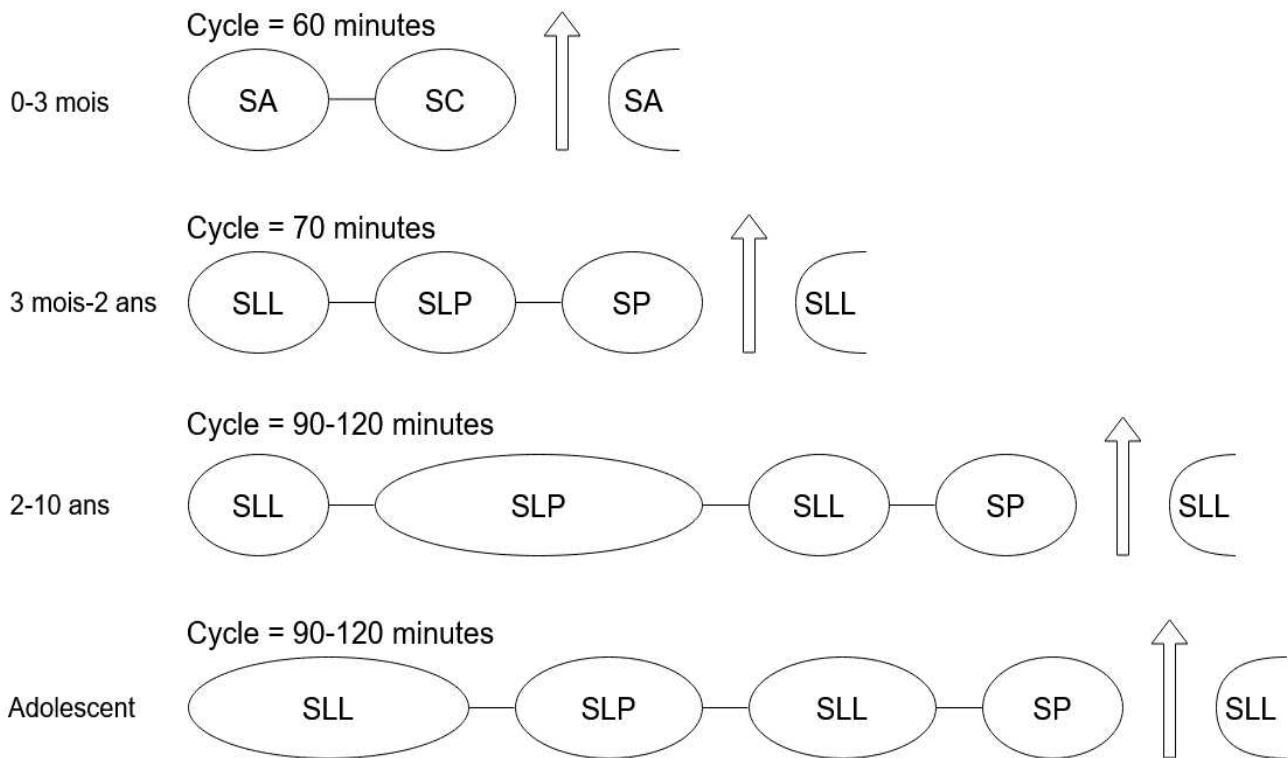 Cycle = 60 minutes
0-3 mois SA SC SA
Cycle = 70 minutes
3 mois-2 ans SLL SLP SP SLL
Cycle = 90-120 minutes
2-10 ans SLL SLP SLL SP SLL
Cycle = 90-120 minutes
Adolescent SLL SLP SLL SP SLL